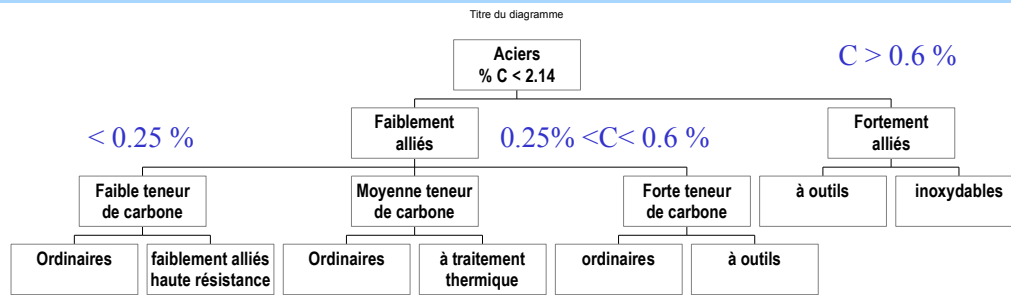 Titre du diagramme
Aciers
% C < 2.14
C > 0.6 %
< 0.25 %
Faiblement
alliés
0.25% <C< 0.6 %
Fortement
alliés
Faible teneur
de carbone
Moyenne teneur
de carbone
Forte teneur
de carbone
à outils
inoxydables
Ordinaires
faiblement alliés
haute résistance
Ordinaires
à traitement
thermique
ordinaires
à outils